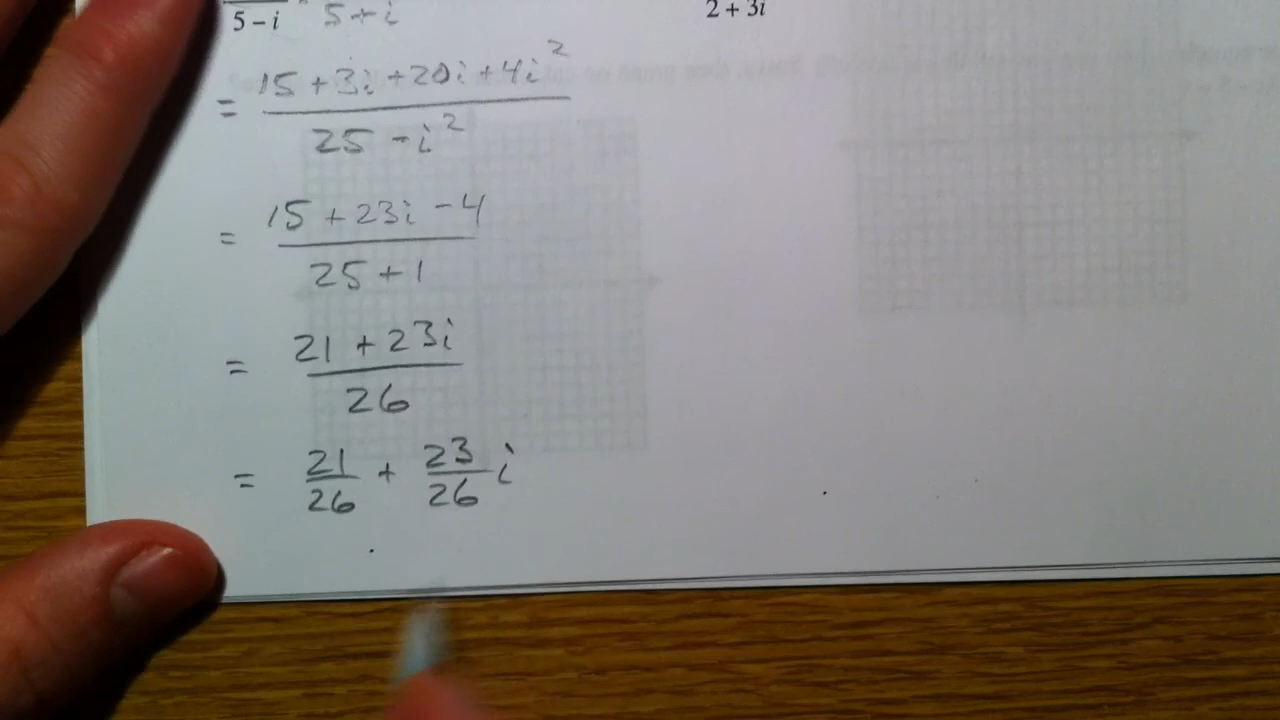 5 − i 5 + i 2 + 3i
= 15 + 3i + 20i + 4i² / 25 − i²
= 15 + 23i − 4 / 25 + 1
= 21 + 23i / 26
= 21/26 + 23/26 i